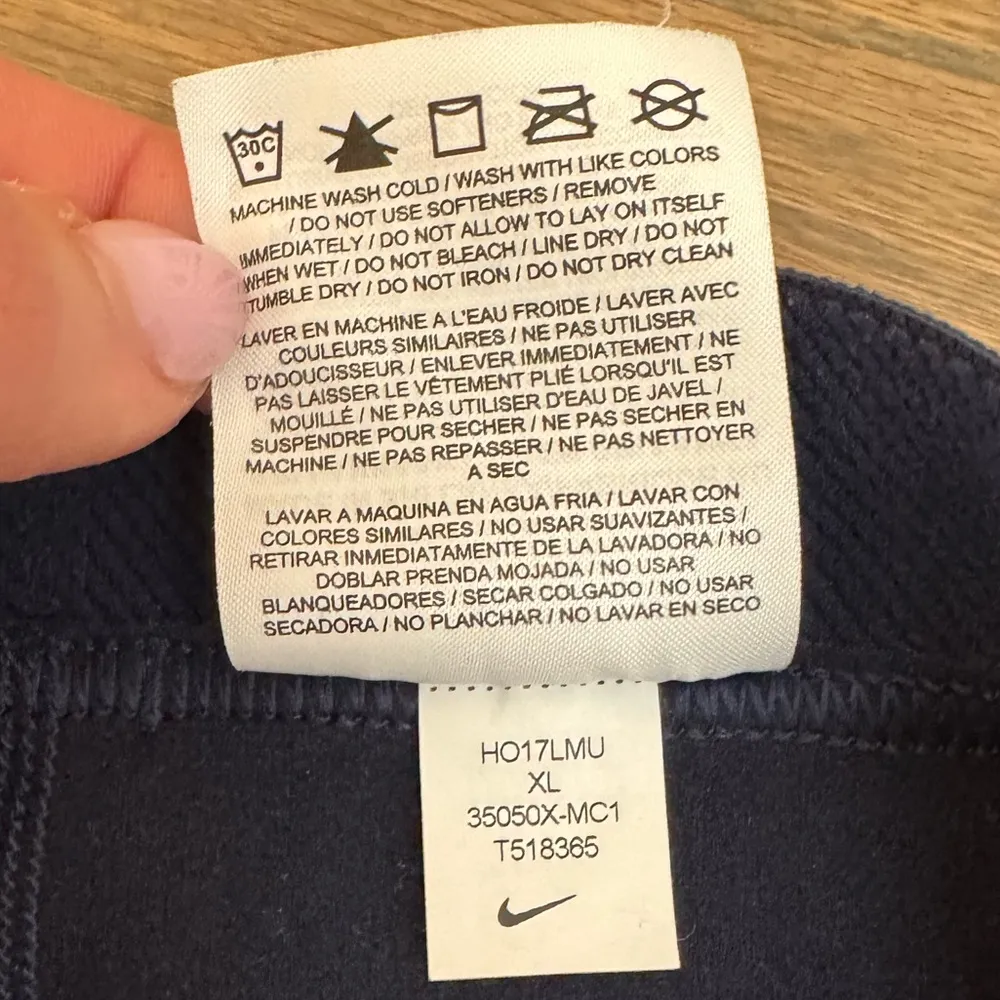 30C
MACHINE WASH COLD / WASH WITH LIKE COLORS
/ DO NOT USE SOFTENERS / REMOVE
IMMEDIATELY / DO NOT ALLOW TO LAY ON ITSELF
WHEN WET / DO NOT BLEACH / LINE DRY / DO NOT
TUMBLE DRY / DO NOT IRON / DO NOT DRY CLEAN
LAVER EN MACHINE A L'EAU FROIDE / LAVER AVEC
COULEURS SIMILAIRES / NE PAS UTILISER
D'ADOUCISSEUR / ENLEVER IMMEDIATEMENT / NE
PAS LAISSER LE VÊTEMENT PLIÉ LORSQU'IL EST
MOUILLÉ / NE PAS UTILISER D'EAU DE JAVEL /
SUSPENDRE POUR SECHER / NE PAS SECHER EN
MACHINE / NE PAS REPASSER / NE PAS NETTOYER
A SEC
LAVAR A MAQUINA EN AGUA FRIA / LAVAR CON
COLORES SIMILARES / NO USAR SUAVIZANTES /
RETIRAR INMEDIATAMENTE DE LA LAVADORA / NO
DOBLAR PRENDA MOJADA / NO USAR
BLANQUEADORES / SECAR COLGADO / NO USAR
SECADORA / NO PLANCHAR / NO LAVAR EN SECO
HO17LMU
XL
35050X-MC1
T518365